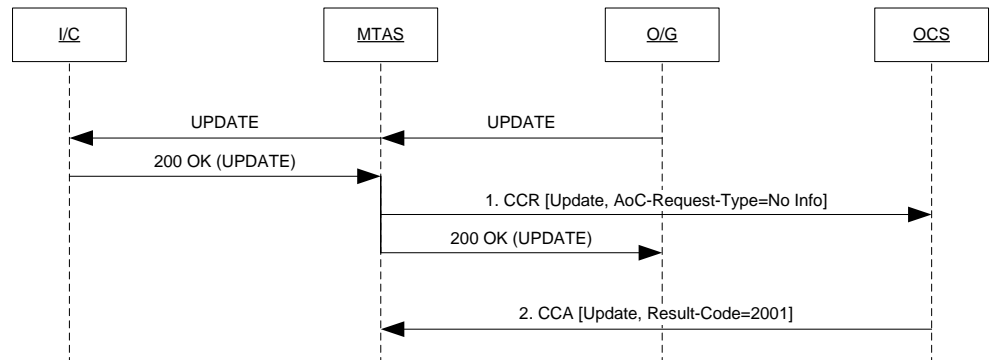 I/C
MTAS
O/G
OCS
UPDATE
UPDATE
200 OK (UPDATE)
1. CCR [Update, AoC-Request-Type=No Info]
200 OK (UPDATE)
2. CCA [Update, Result-Code=2001]